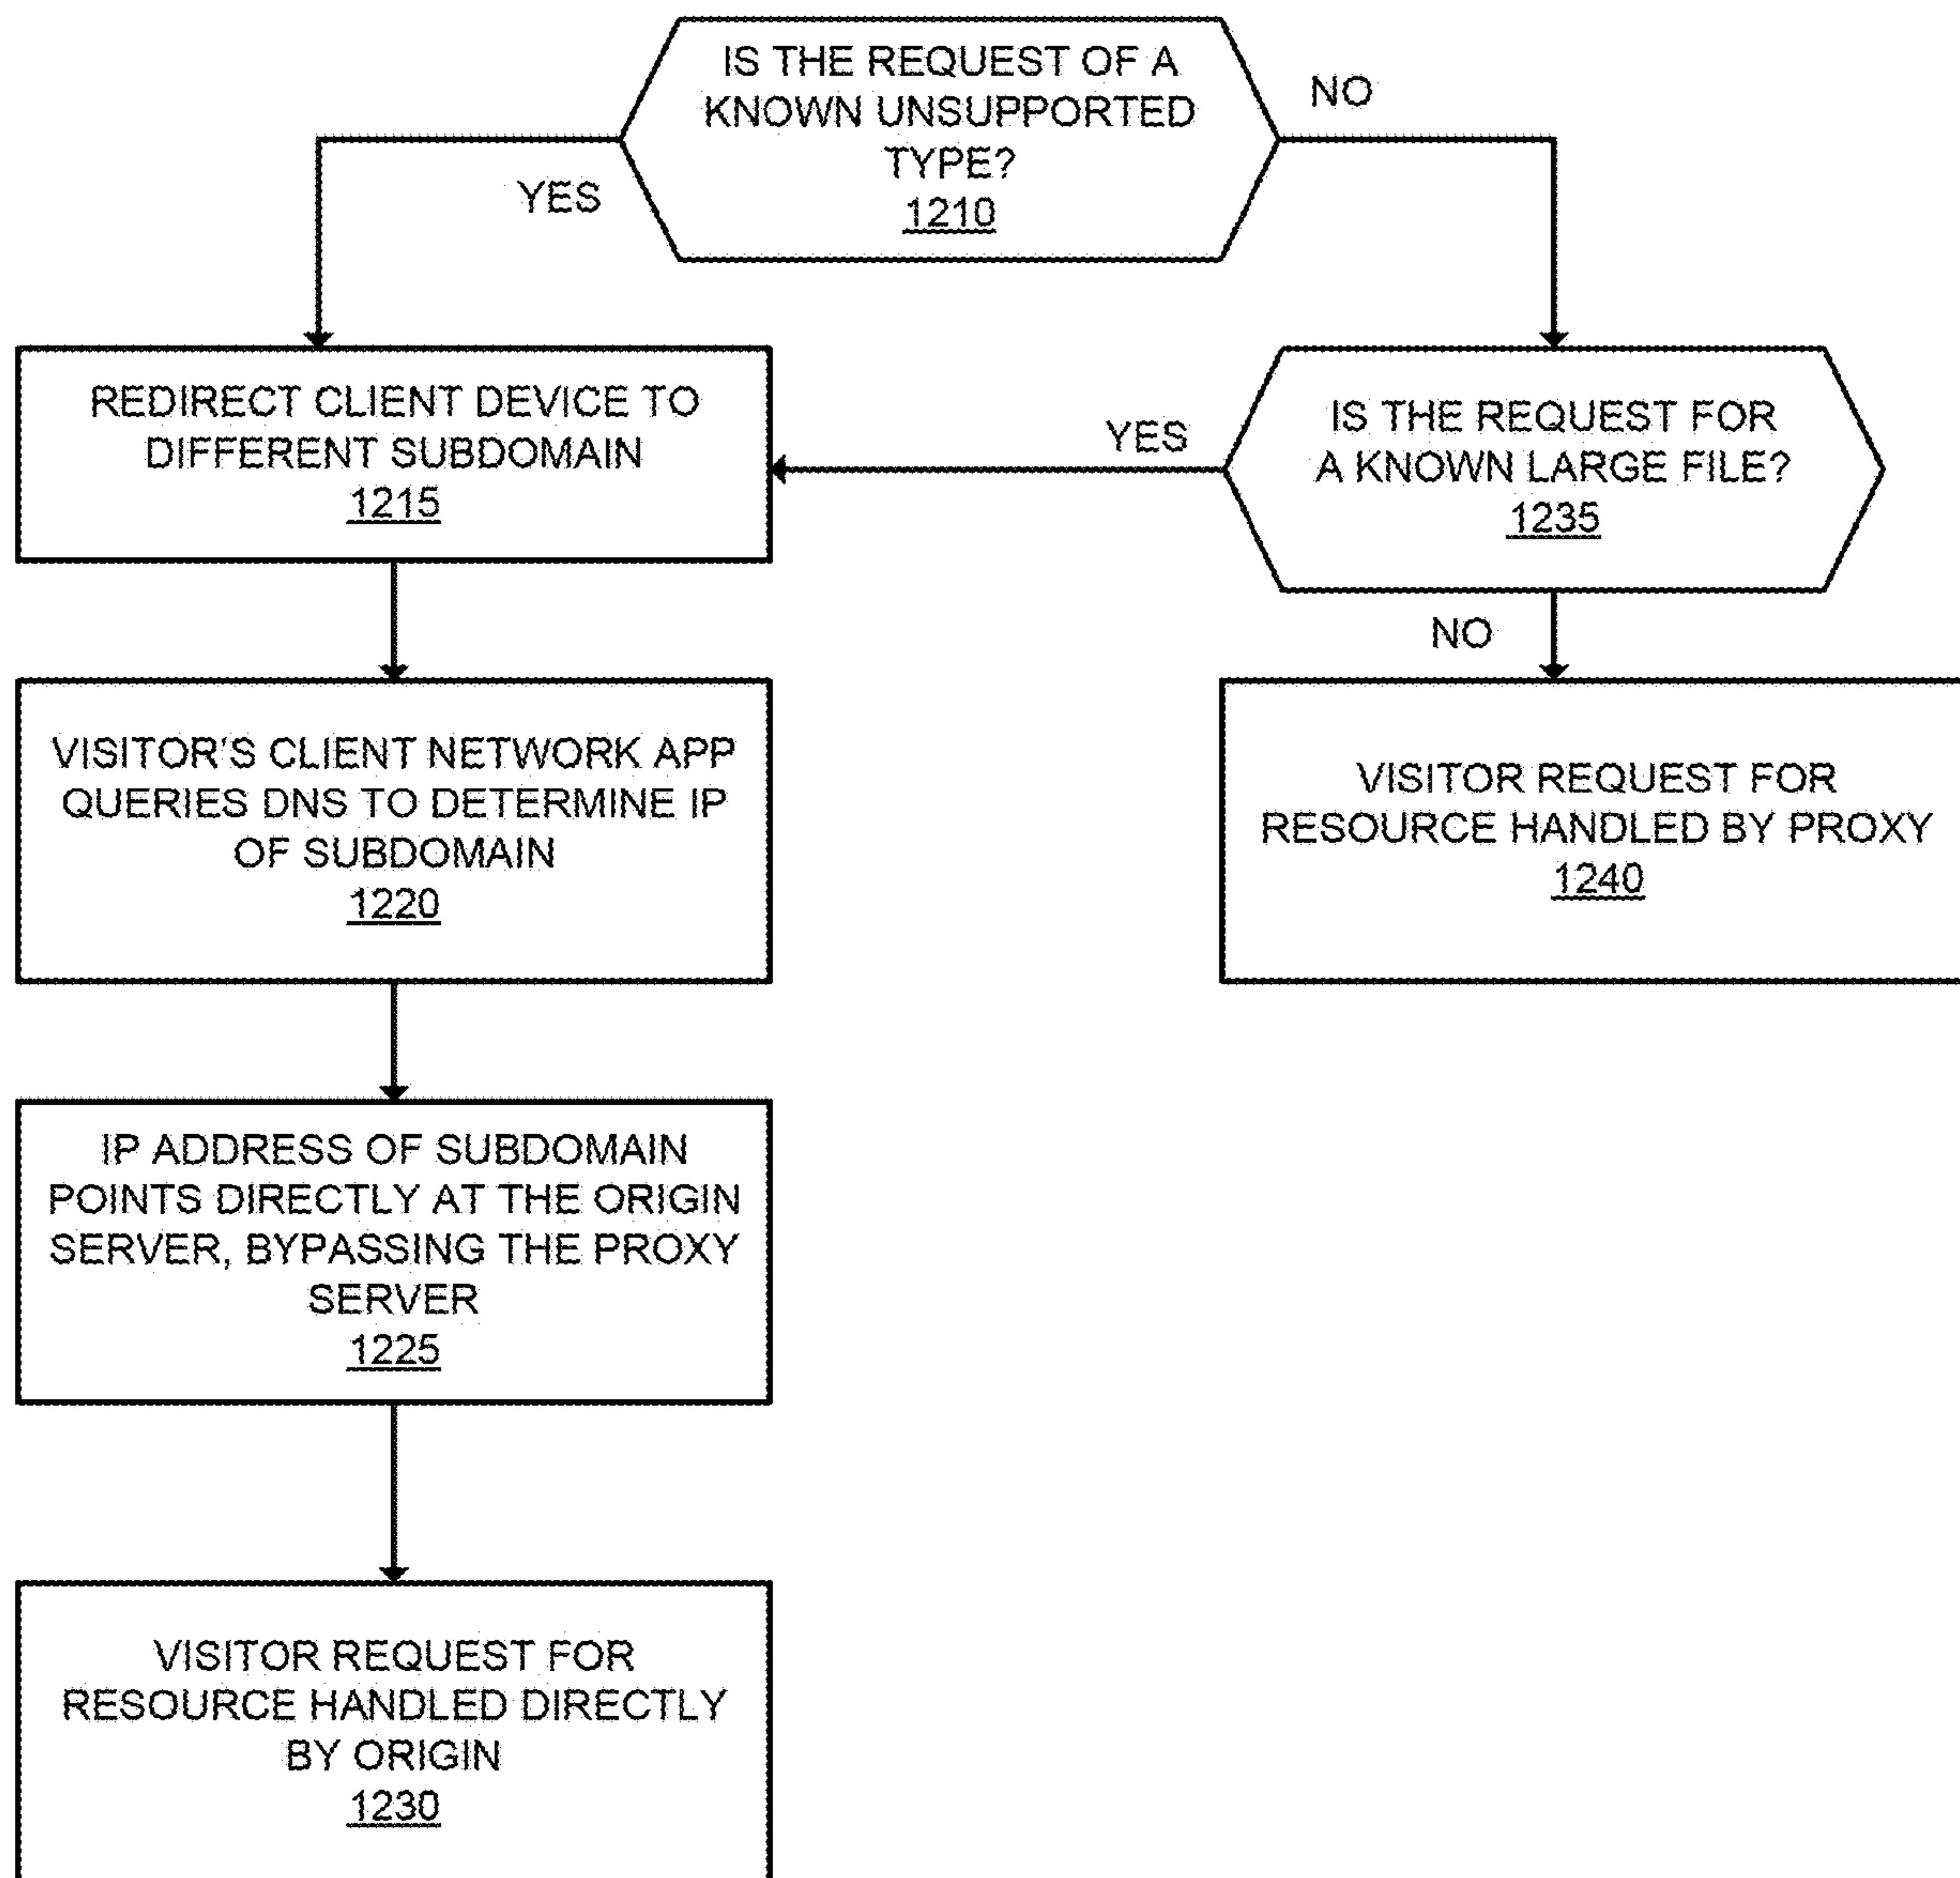 IS THE REQUEST OF A
KNOWN UNSUPPORTED
TYPE?
1210
NO
YES
REDIRECT CLIENT DEVICE TO
DIFFERENT SUBDOMAIN
1215
YES
IS THE REQUEST FOR
A KNOWN LARGE FILE?
1235
NO
VISITOR'S CLIENT NETWORK APP
QUERIES DNS TO DETERMINE IP
OF SUBDOMAIN
1220
VISITOR REQUEST FOR
RESOURCE HANDLED BY PROXY
1240
IP ADDRESS OF SUBDOMAIN
POINTS DIRECTLY AT THE ORIGIN
SERVER, BYPASSING THE PROXY
SERVER
1225
VISITOR REQUEST FOR
RESOURCE HANDLED DIRECTLY
BY ORIGIN
1230